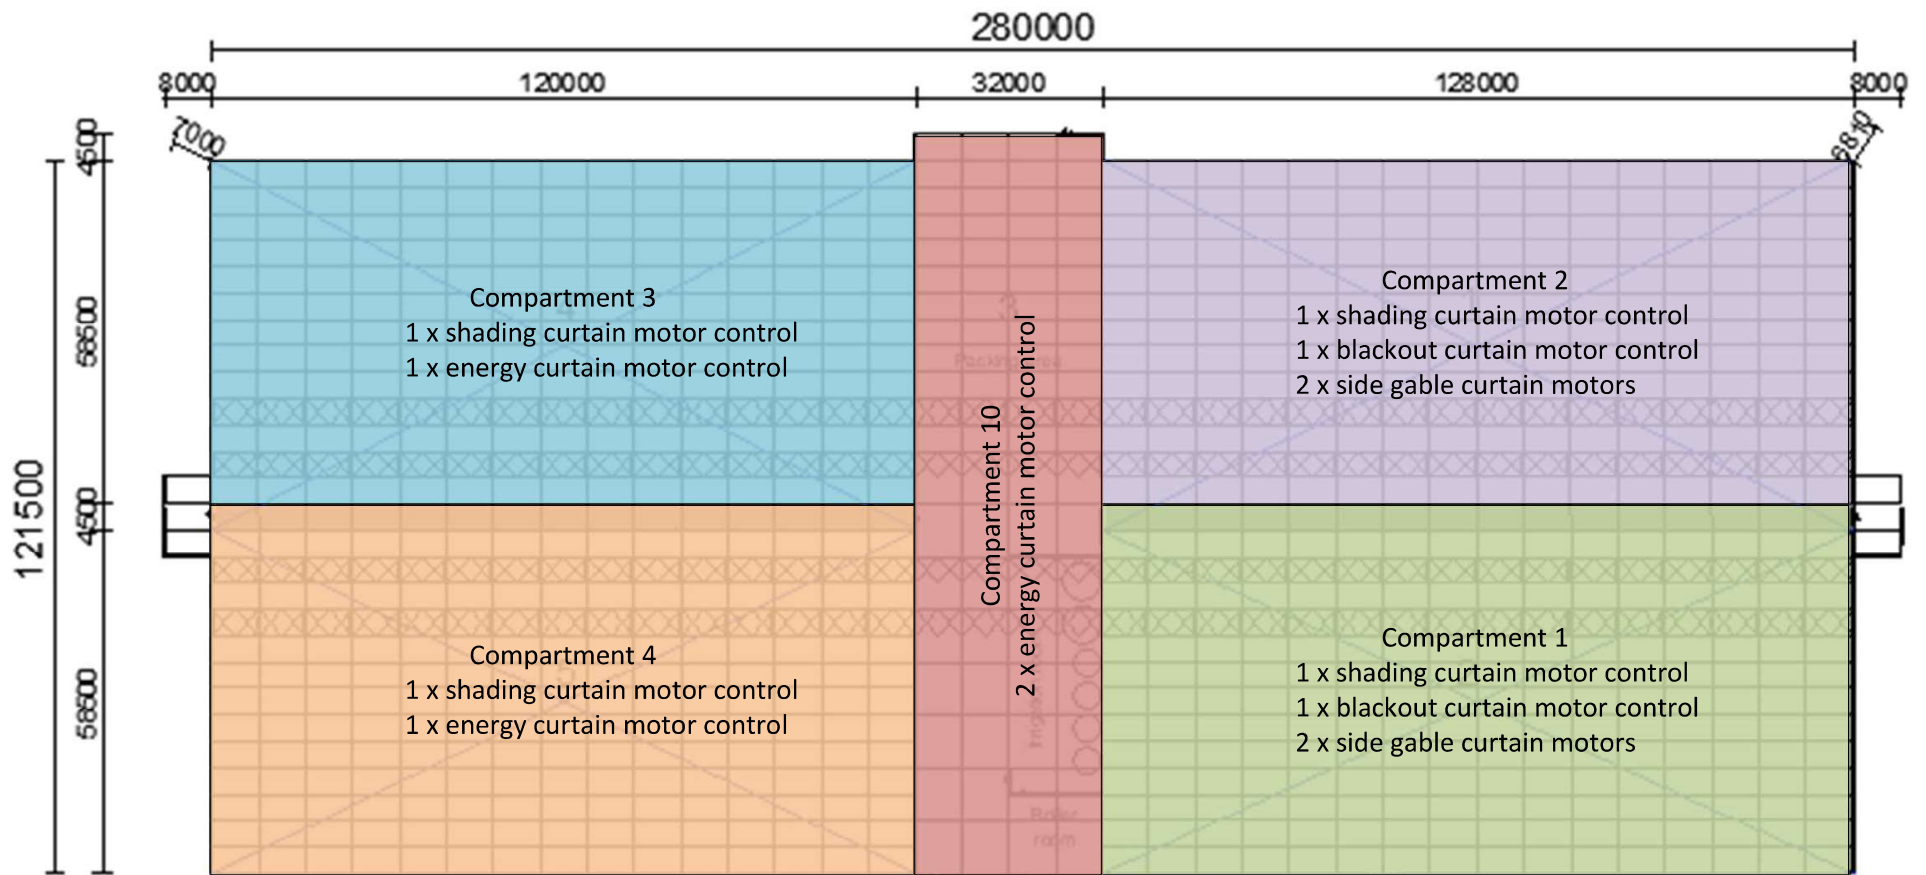 280000
8000 120000 32000 128000 8000
4500
7000
6810
58500
4500
58500
121500
Compartment 3
1 x shading curtain motor control
1 x energy curtain motor control
Compartment 2
1 x shading curtain motor control
1 x blackout curtain motor control
2 x side gable curtain motors
3
Compartment 10
2 x energy curtain motor control
Compartment 4
1 x shading curtain motor control
1 x energy curtain motor control
Compartment 1
1 x shading curtain motor control
1 x blackout curtain motor control
2 x side gable curtain motors
Boiler
room